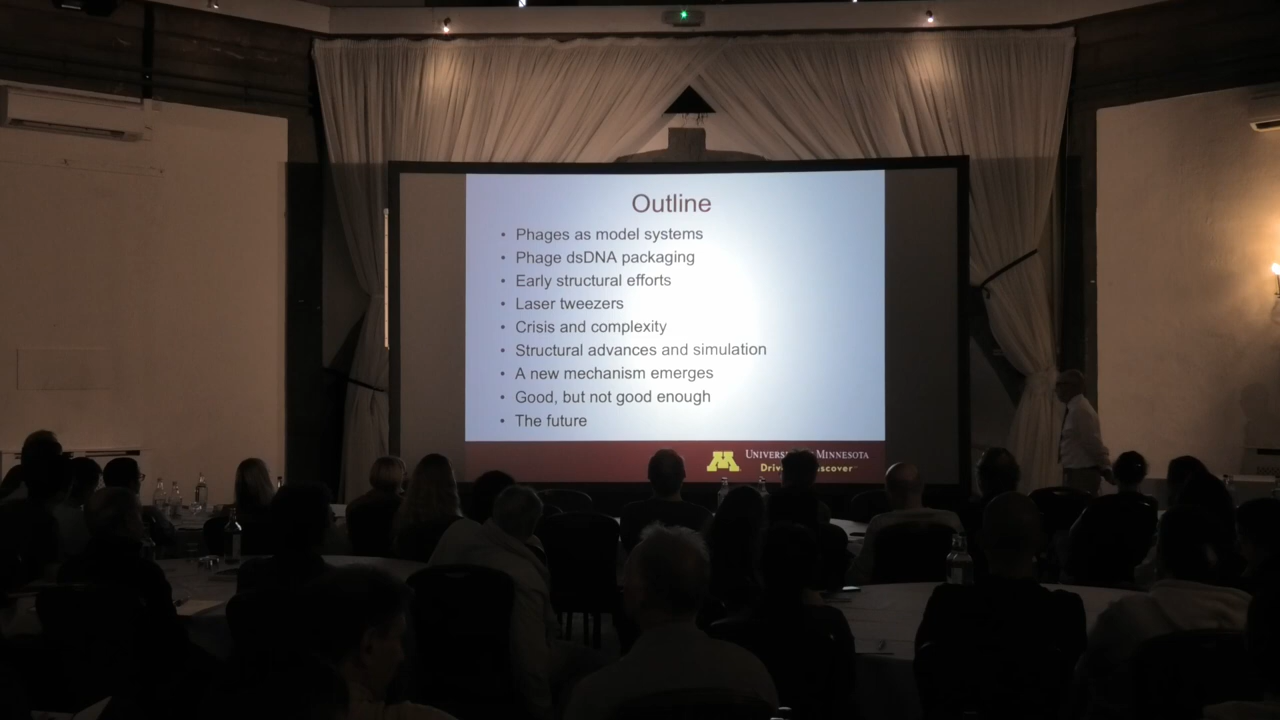 Outline
• Phages as model systems
• Phage dsDNA packaging
• Early structural efforts
• Laser tweezers
• Crisis and complexity
• Structural advances and simulation
• A new mechanism emerges
• Good, but not good enough
• The future
M
Minnesota